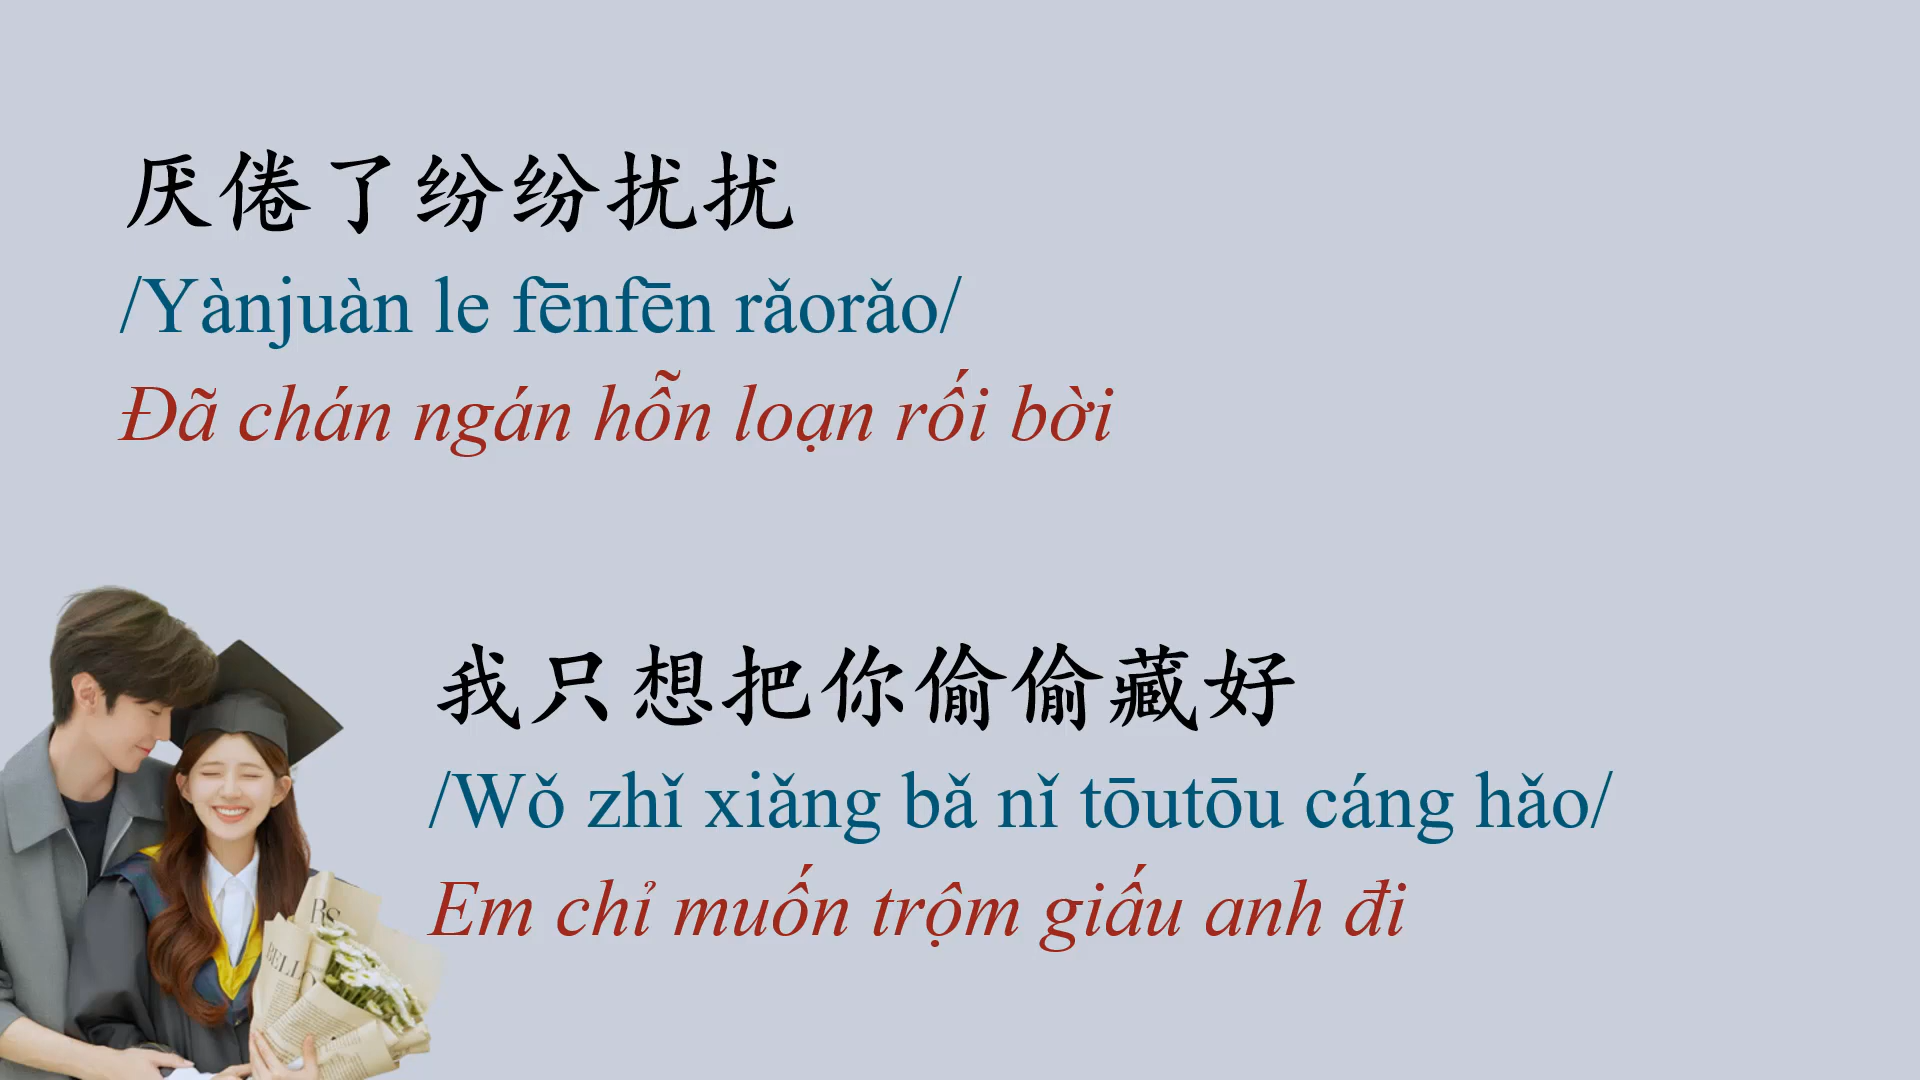 厌倦了纷纷扰扰
/Yànjuàn le fēnfēn rǎorǎo/
Đã chán ngán hỗn loạn rối bời
我只想把你偷偷藏好
/Wǒ zhǐ xiǎng bǎ nǐ tōutōu cáng hǎo/
Em chỉ muốn trộm giấu anh đi